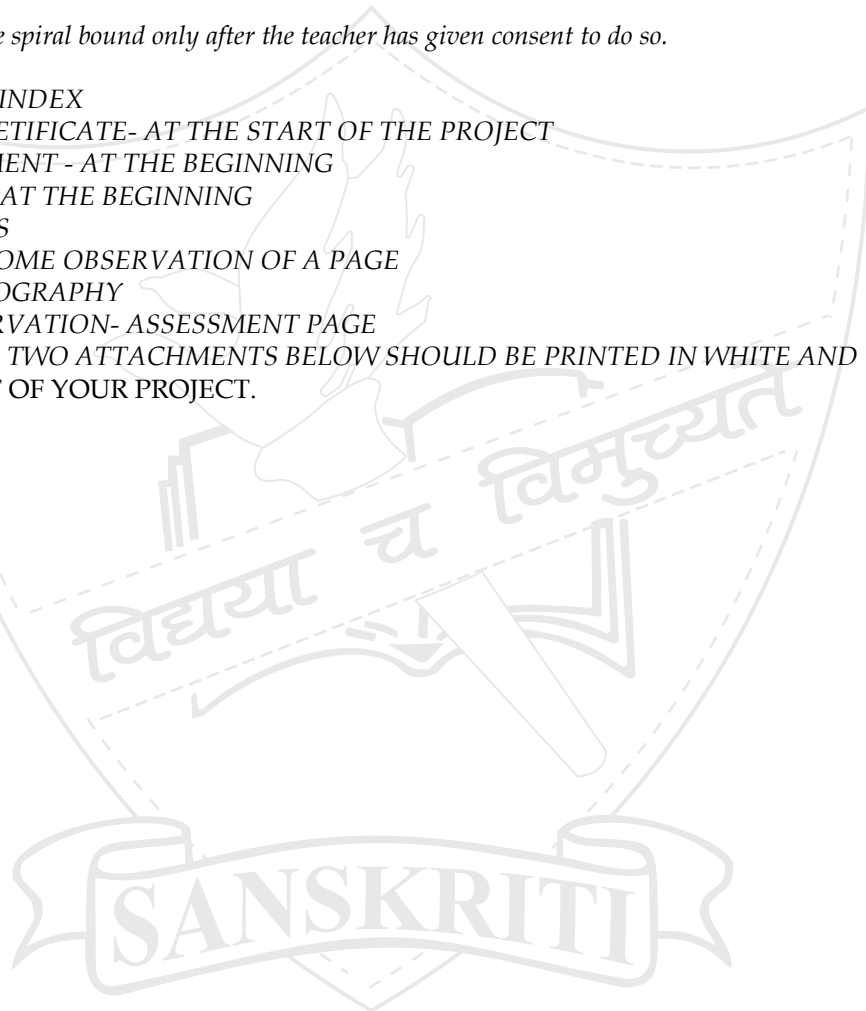 e spiral bound only after the teacher has given consent to do so.
INDEX
ETIFICATE- AT THE START OF THE PROJECT
MENT - AT THE BEGINNING
AT THE BEGINNING
S
OME OBSERVATION OF A PAGE
OGRAPHY
RVATION- ASSESSMENT PAGE
TWO ATTACHMENTS BELOW SHOULD BE PRINTED IN WHITE AND
OF YOUR PROJECT.
विद्यया च विमुच्यते
SANSKRITI